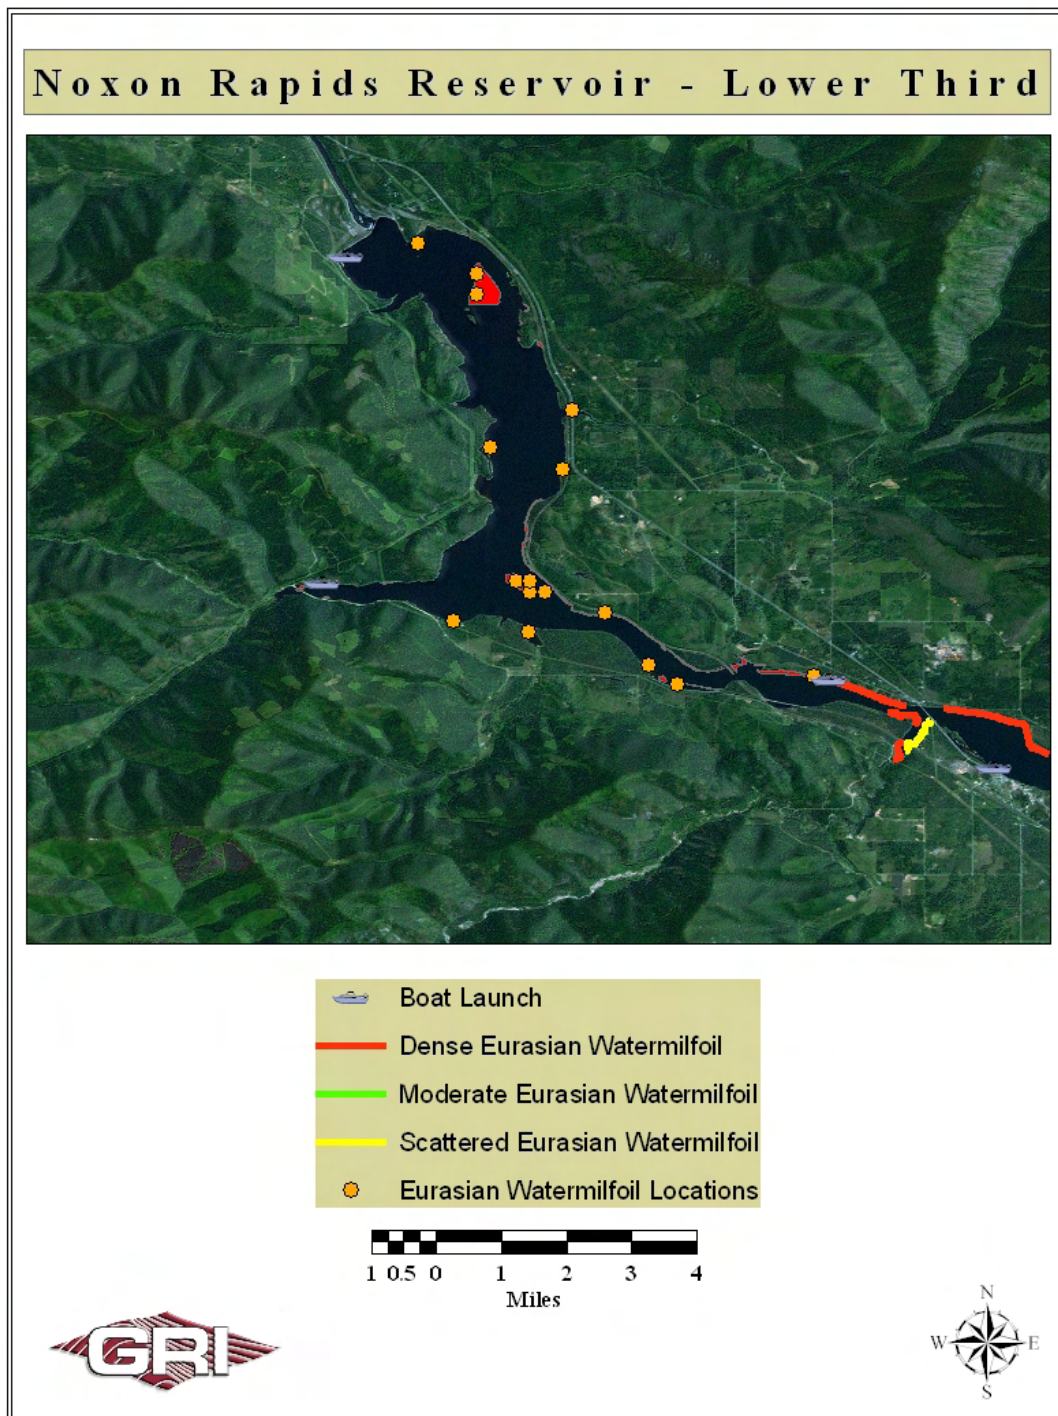 Noxon Rapids Reservoir - Lower Third
Boat Launch
Dense Eurasian Watermilfoil
Moderate Eurasian Watermilfoil
Scattered Eurasian Watermilfoil
Eurasian Watermilfoil Locations
1 0.5 0 1 2 3 4
Miles
GRI
N
W E
S